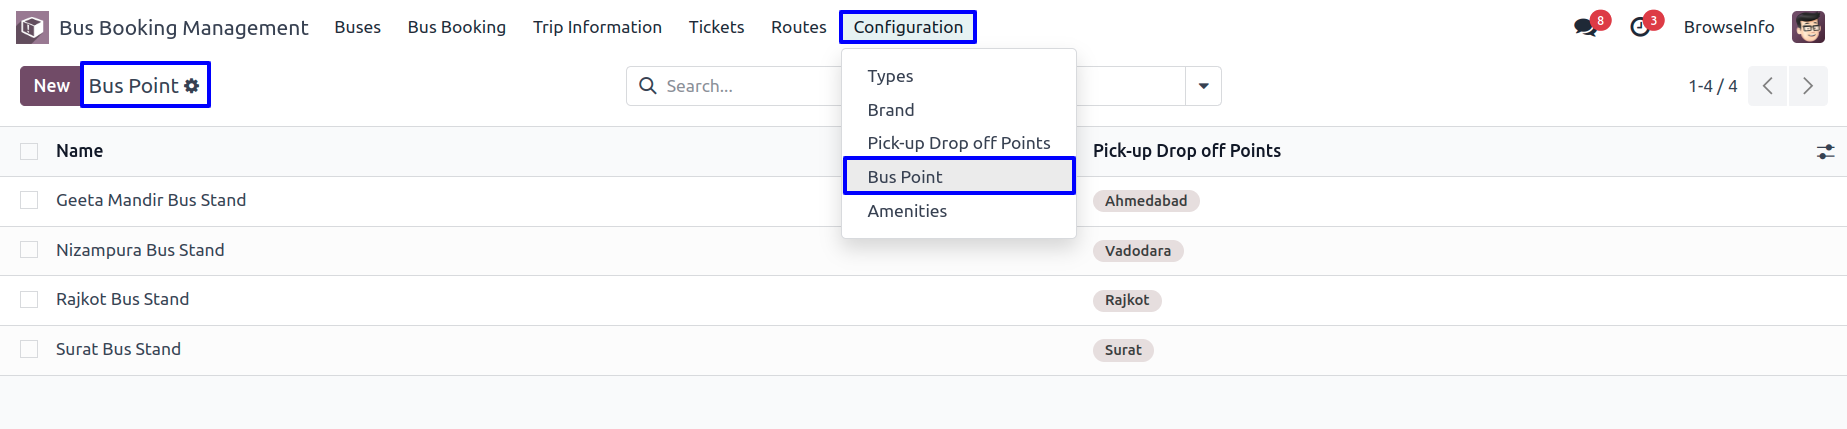 Bus Booking Management Buses Bus Booking Trip Information Tickets Routes Configuration 8 3 BrowseInfo
New Bus Point Search... 1-4 / 4
Types
Brand
Pick-up Drop off Points
Bus Point
Amenities
Name Pick-up Drop off Points
Geeta Mandir Bus Stand Ahmedabad
Nizampura Bus Stand Vadodara
Rajkot Bus Stand Rajkot
Surat Bus Stand Surat